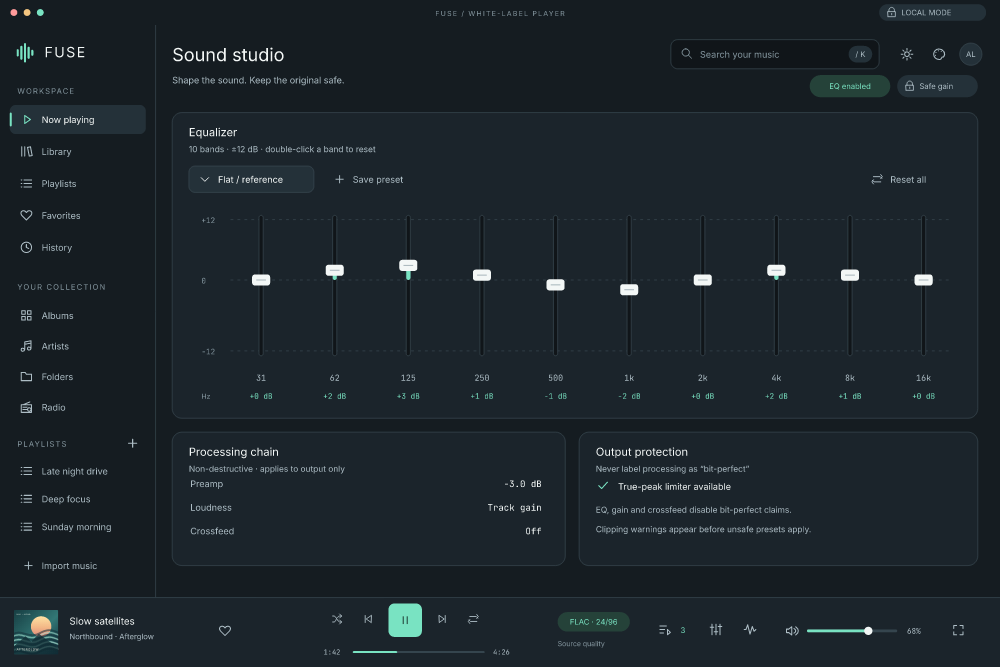 FUSE / WHITE-LABEL PLAYER
LOCAL MODE
FUSE
WORKSPACE
Now playing
Library
Playlists
Favorites
History
YOUR COLLECTION
Albums
Artists
Folders
Radio
PLAYLISTS
Late night drive
Deep focus
Sunday morning
Import music
Sound studio
Shape the sound. Keep the original safe.
Search your music / K
AL
EQ enabled
Safe gain
Equalizer
10 bands · ±12 dB · double-click a band to reset
Flat / reference
Save preset
Reset all
+12
0
-12
31 62 125 250 500 1k 2k 4k 8k 16k
Hz +0 dB +2 dB +3 dB +1 dB -1 dB -2 dB +0 dB +2 dB +1 dB +0 dB
Processing chain
Non-destructive · applies to output only
Preamp -3.0 dB
Loudness Track gain
Crossfeed Off
Output protection
Never label processing as “bit-perfect”
True-peak limiter available
EQ, gain and crossfeed disable bit-perfect claims.
Clipping warnings appear before unsafe presets apply.
AFTERGLOW
Slow satellites
Northbound · Afterglow
1:42
4:26
FLAC · 24/96
Source quality
3
68%